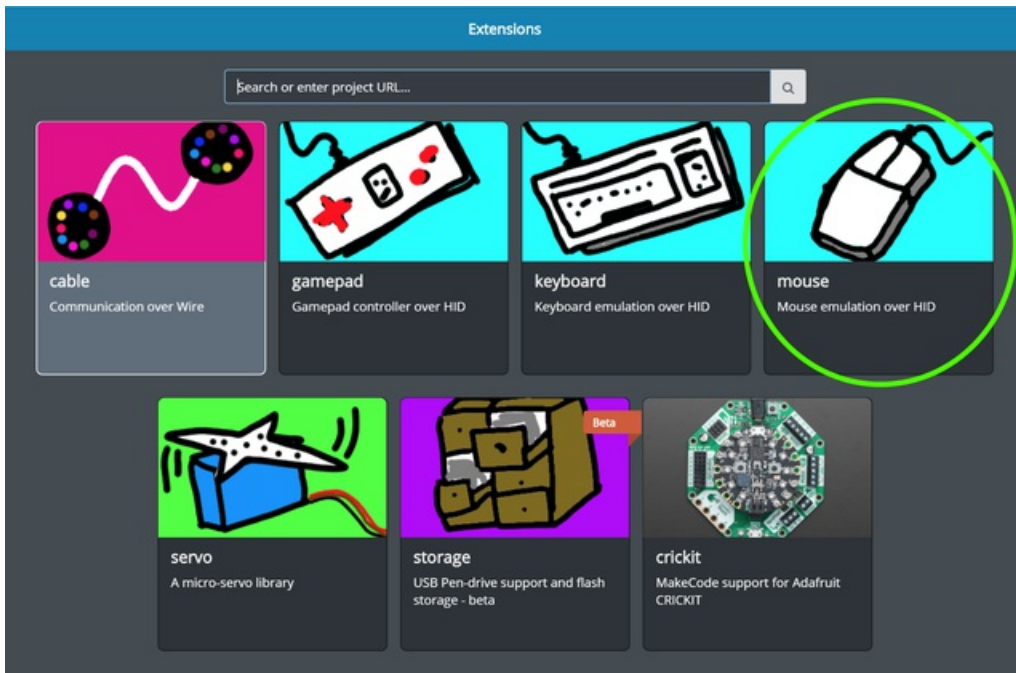 Extensions
Search or enter project URL...
cable
Communication over Wire
gamepad
Gamepad controller over HID
keyboard
Keyboard emulation over HID
mouse
Mouse emulation over HID
Beta
servo
A micro-servo library
storage
USB Pen-drive support and flash
storage - beta
crickit
MakeCode support for Adafruit
CRICKIT